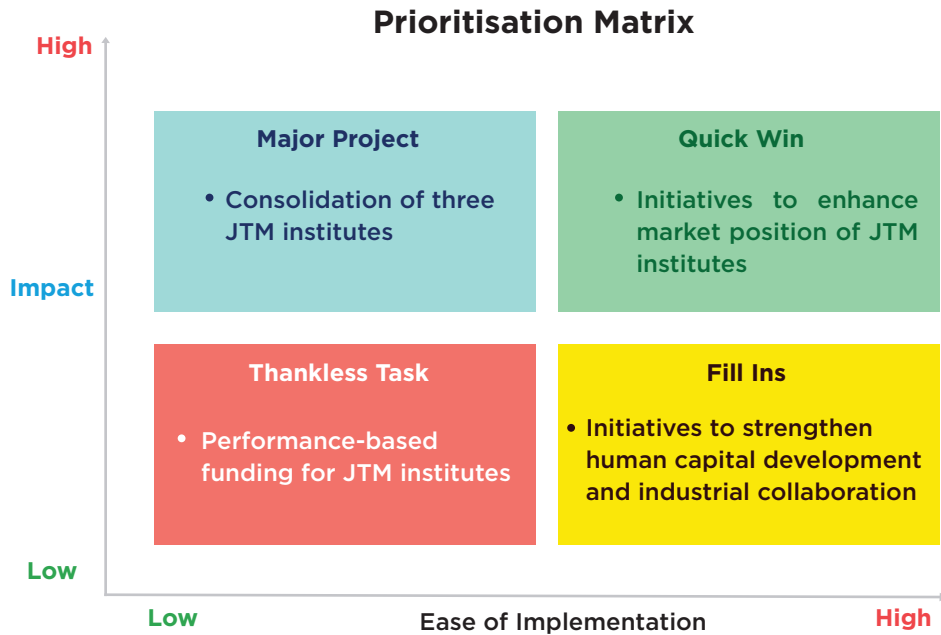 Prioritisation Matrix
High
Major Project
• Consolidation of three
JTM institutes
Quick Win
• Initiatives to enhance
market position of JTM
institutes
Impact
Thankless Task
• Performance-based
funding for JTM institutes
Fill Ins
• Initiatives to strengthen
human capital development
and industrial collaboration
Low
Low
Ease of Implementation
High